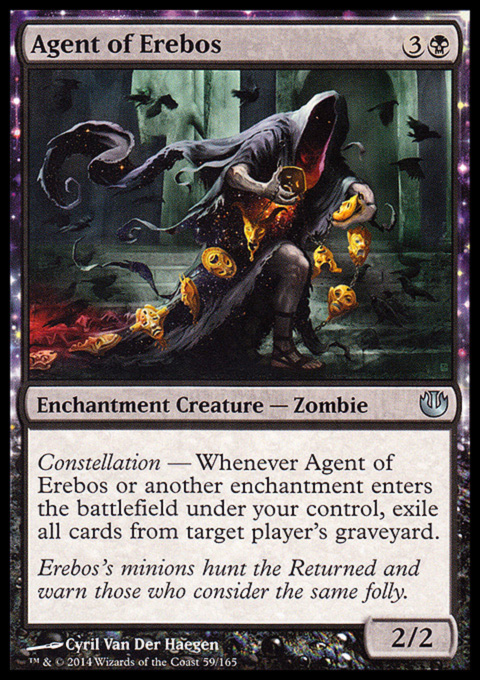 Agent of Erebos 3
Enchantment Creature — Zombie
Constellation — Whenever Agent of
Erebos or another enchantment enters
the battlefield under your control, exile
all cards from target player's graveyard.
Erebos's minions hunt the Returned and
warn those who consider the same folly.
Cyril Van Der Haegen
2/2
™ & © 2014 Wizards of the Coast 59/165